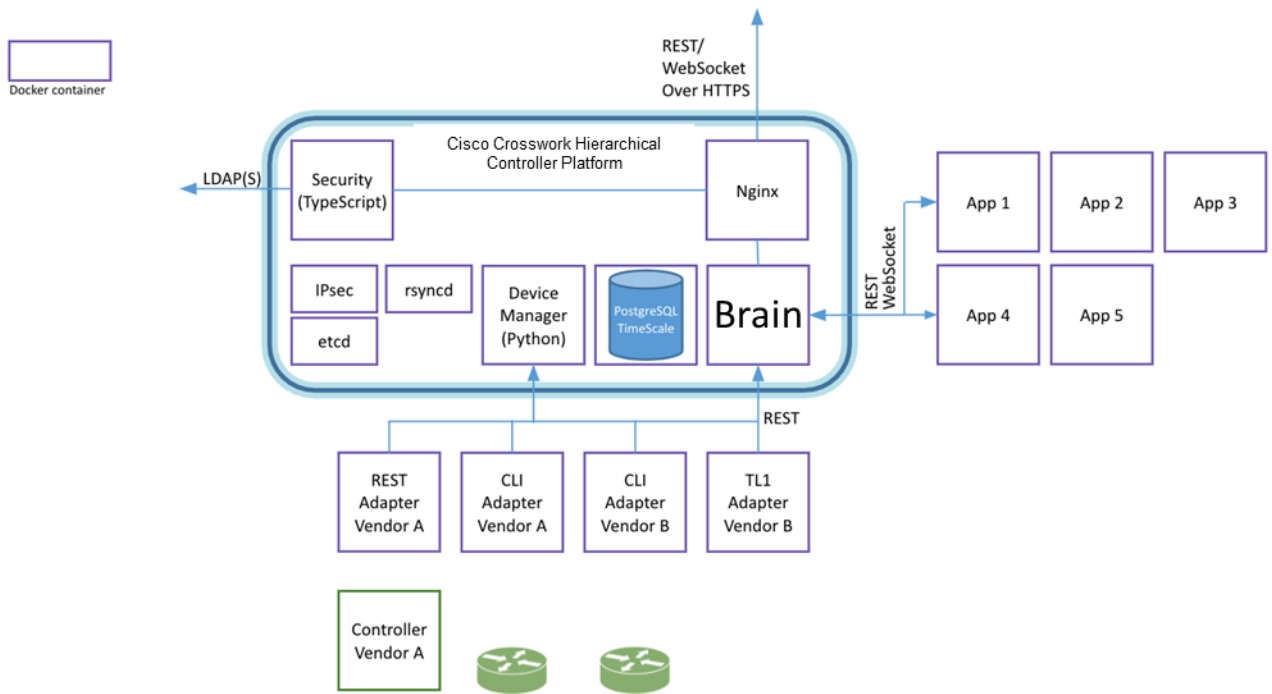 REST/
WebSocket
Over HTTPS
Docker container
Cisco Crosswork Hierarchical
Controller Platform
LDAP(S)
Security
(TypeScript)
Nginx
App 1
App 2
App 3
REST
WebSocket
IPsec
rsyncd
etcd
Device
Manager
(Python)
PostgreSQL
TimeScale
Brain
App 4
App 5
REST
REST
Adapter
Vendor A
CLI
Adapter
Vendor A
CLI
Adapter
Vendor B
TL1
Adapter
Vendor B
Controller
Vendor A